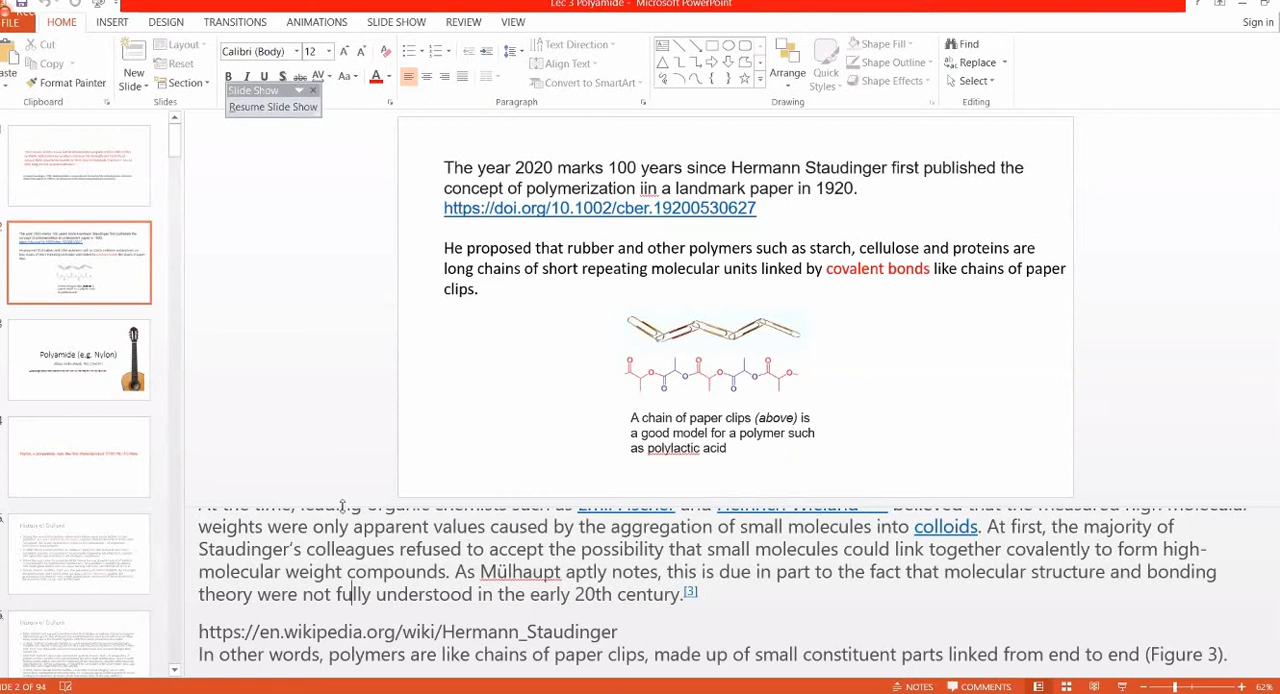 Lec 3 Polyamide - Microsoft PowerPoint
FILE HOME INSERT DESIGN TRANSITIONS ANIMATIONS SLIDE SHOW REVIEW VIEW Sign in
Cut
Copy
Format Painter
Clipboard
New
Slide
Layout
Reset
Section
Slides
Calibri (Body) 12
B I U S abc AV Aa A
Slide Show
Resume Slide Show
Text Direction
Align Text
Convert to SmartArt
Paragraph
Arrange
Quick
Styles
Shape Fill
Shape Outline
Shape Effects
Drawing
Find
Replace
Select
Editing
Polyamide (e.g. Nylon)
The year 2020 marks 100 years since Hermann Staudinger first published the
concept of polymerization iin a landmark paper in 1920.
https://doi.org/10.1002/cber.19200530627
He proposed that rubber and other polymers such as starch, cellulose and proteins are
long chains of short repeating molecular units linked by covalent bonds like chains of paper
clips.
A chain of paper clips (above) is
a good model for a polymer such
as polylactic acid
At the time, leading organic
weights were only apparent values caused by the aggregation of small molecules into colloids. At first, the majority of
Staudinger's colleagues refused to accept the possibility that small molecules could link together covalently to form high-
molecular weight compounds. As Mülhaupt aptly notes, this is due in part to the fact that molecular structure and bonding
theory were not fully understood in the early 20th century.[3]
https://en.wikipedia.org/wiki/Hermann_Staudinger
In other words, polymers are like chains of paper clips, made up of small constituent parts linked from end to end (Figure 3).
SLIDE 2 OF 94 NOTES COMMENTS 62%